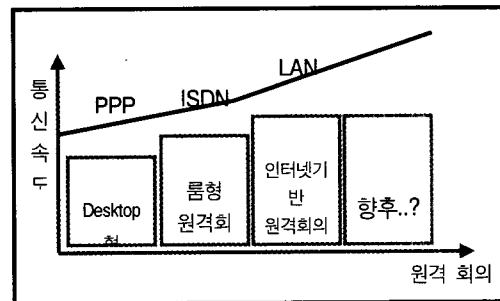 LAN
PPP
ISDN
통
신
속
도
Desktop
형
룸형
원격회
인터넷기
반
원격회의
향후..?
원격 회의